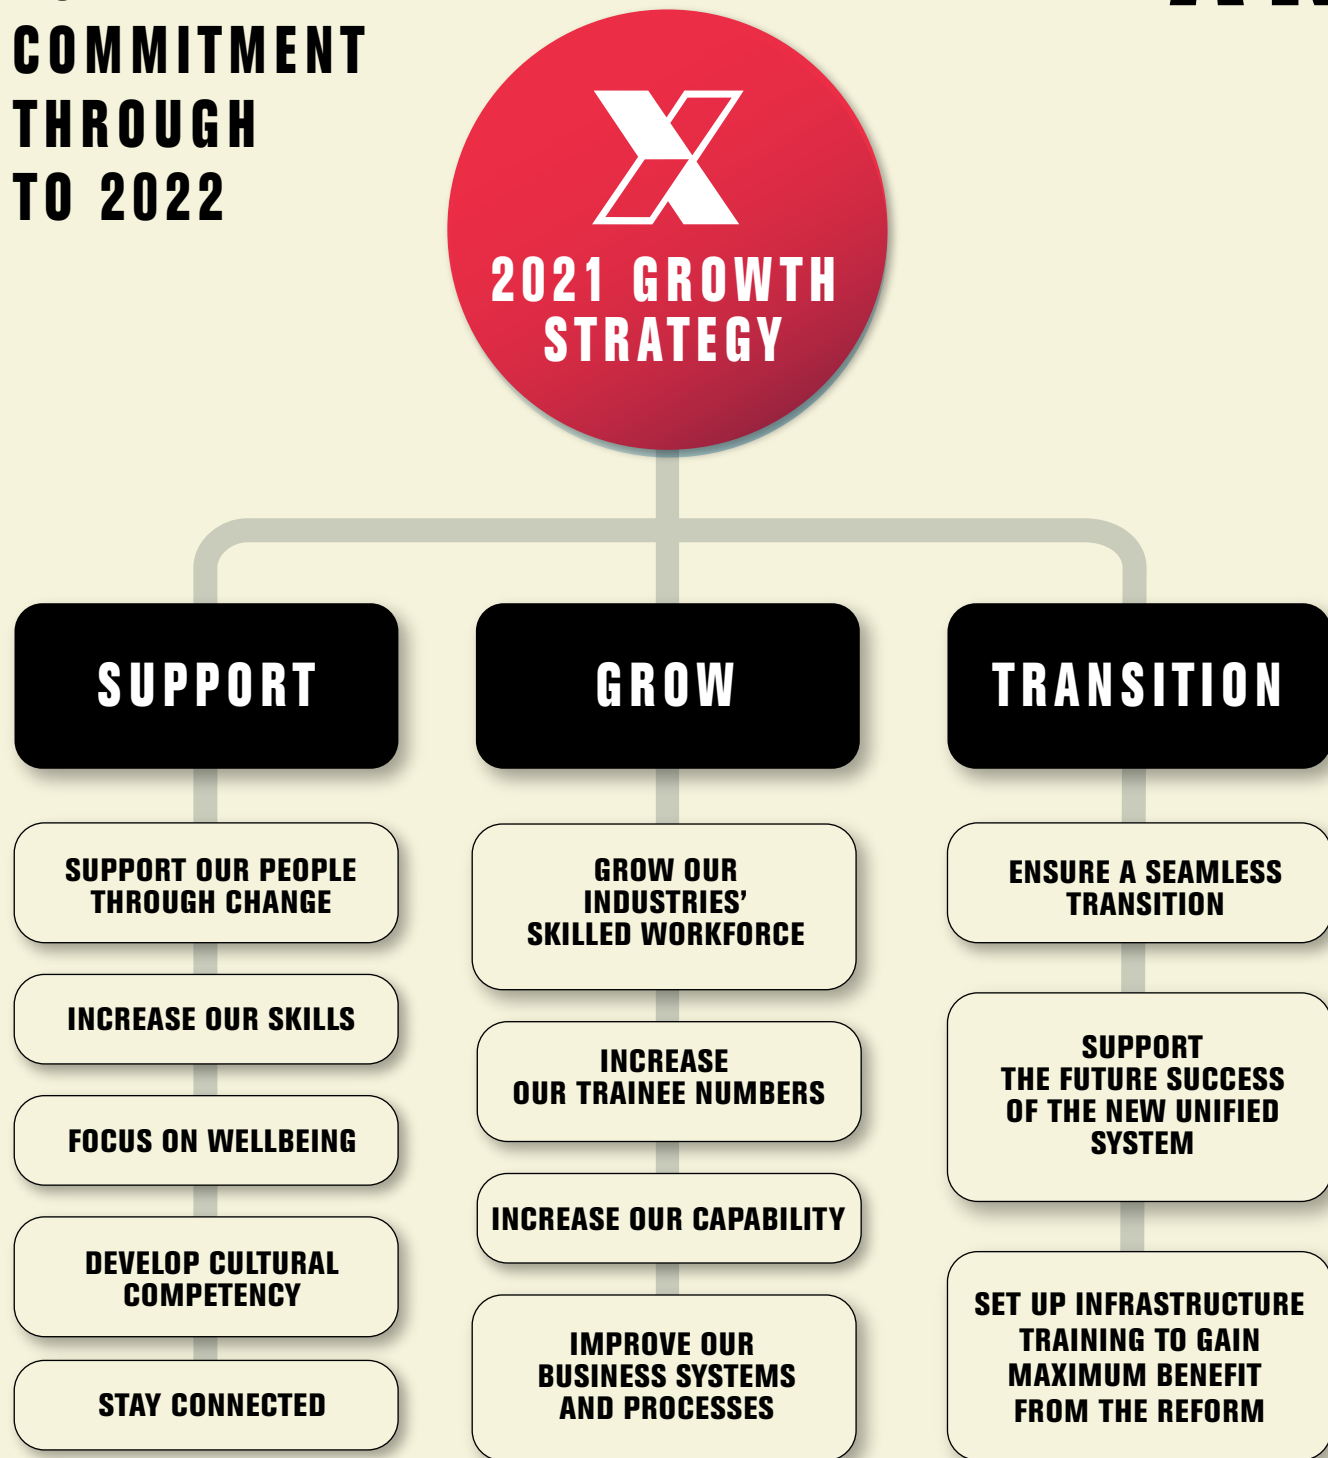 COMMITMENT
THROUGH
TO 2022
2021 GROWTH
STRATEGY
SUPPORT
SUPPORT OUR PEOPLE
THROUGH CHANGE
INCREASE OUR SKILLS
FOCUS ON WELLBEING
DEVELOP CULTURAL
COMPETENCY
STAY CONNECTED
GROW
GROW OUR
INDUSTRIES’
SKILLED WORKFORCE
INCREASE
OUR TRAINEE NUMBERS
INCREASE OUR CAPABILITY
IMPROVE OUR
BUSINESS SYSTEMS
AND PROCESSES
TRANSITION
ENSURE A SEAMLESS
TRANSITION
SUPPORT
THE FUTURE SUCCESS
OF THE NEW UNIFIED
SYSTEM
SET UP INFRASTRUCTURE
TRAINING TO GAIN
MAXIMUM BENEFIT
FROM THE REFORM